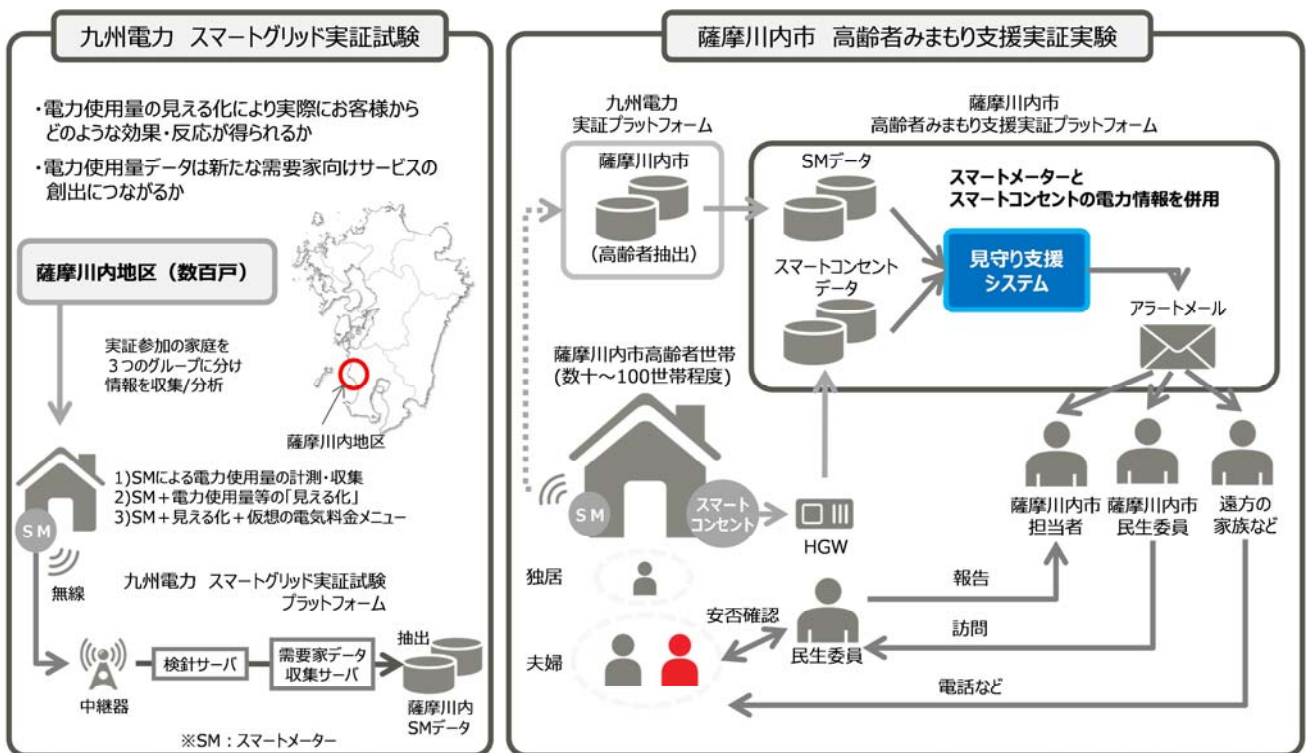 九州電力 スマートグリッド実証試験
・電力使用量の見える化により実際にお客様から
どのような効果・反応が得られるか
・電力使用量データは新たな需要家向けサービスの
創出につながるか
薩摩川内地区（数百戸）
実証参加の家庭を
３つのグループに分け
情報を収集/分析
薩摩川内地区
1)SMによる電力使用量の計測・収集
2)SM＋電力使用量等の「見える化」
3)SM＋見える化＋仮想の電気料金メニュー
SM
無線
九州電力 スマートグリッド実証試験
プラットフォーム
中継器
検針サーバ
需要家データ
収集サーバ
抽出
薩摩川内
SMデータ
※SM：スマートメーター
薩摩川内市 高齢者みまもり支援実証実験
九州電力
実証プラットフォーム
薩摩川内市
(高齢者抽出)
薩摩川内市
高齢者みまもり支援実証プラットフォーム
SMデータ
スマートメーターと
スマートコンセントの電力情報を併用
スマートコンセント
データ
見守り支援
システム
アラートメール
薩摩川内市高齢者世帯
(数十～100世帯程度)
SM
スマート
コンセント
HGW
薩摩川内市
担当者
薩摩川内市
民生委員
遠方の
家族など
独居
夫婦
安否確認
民生委員
報告
訪問
電話など